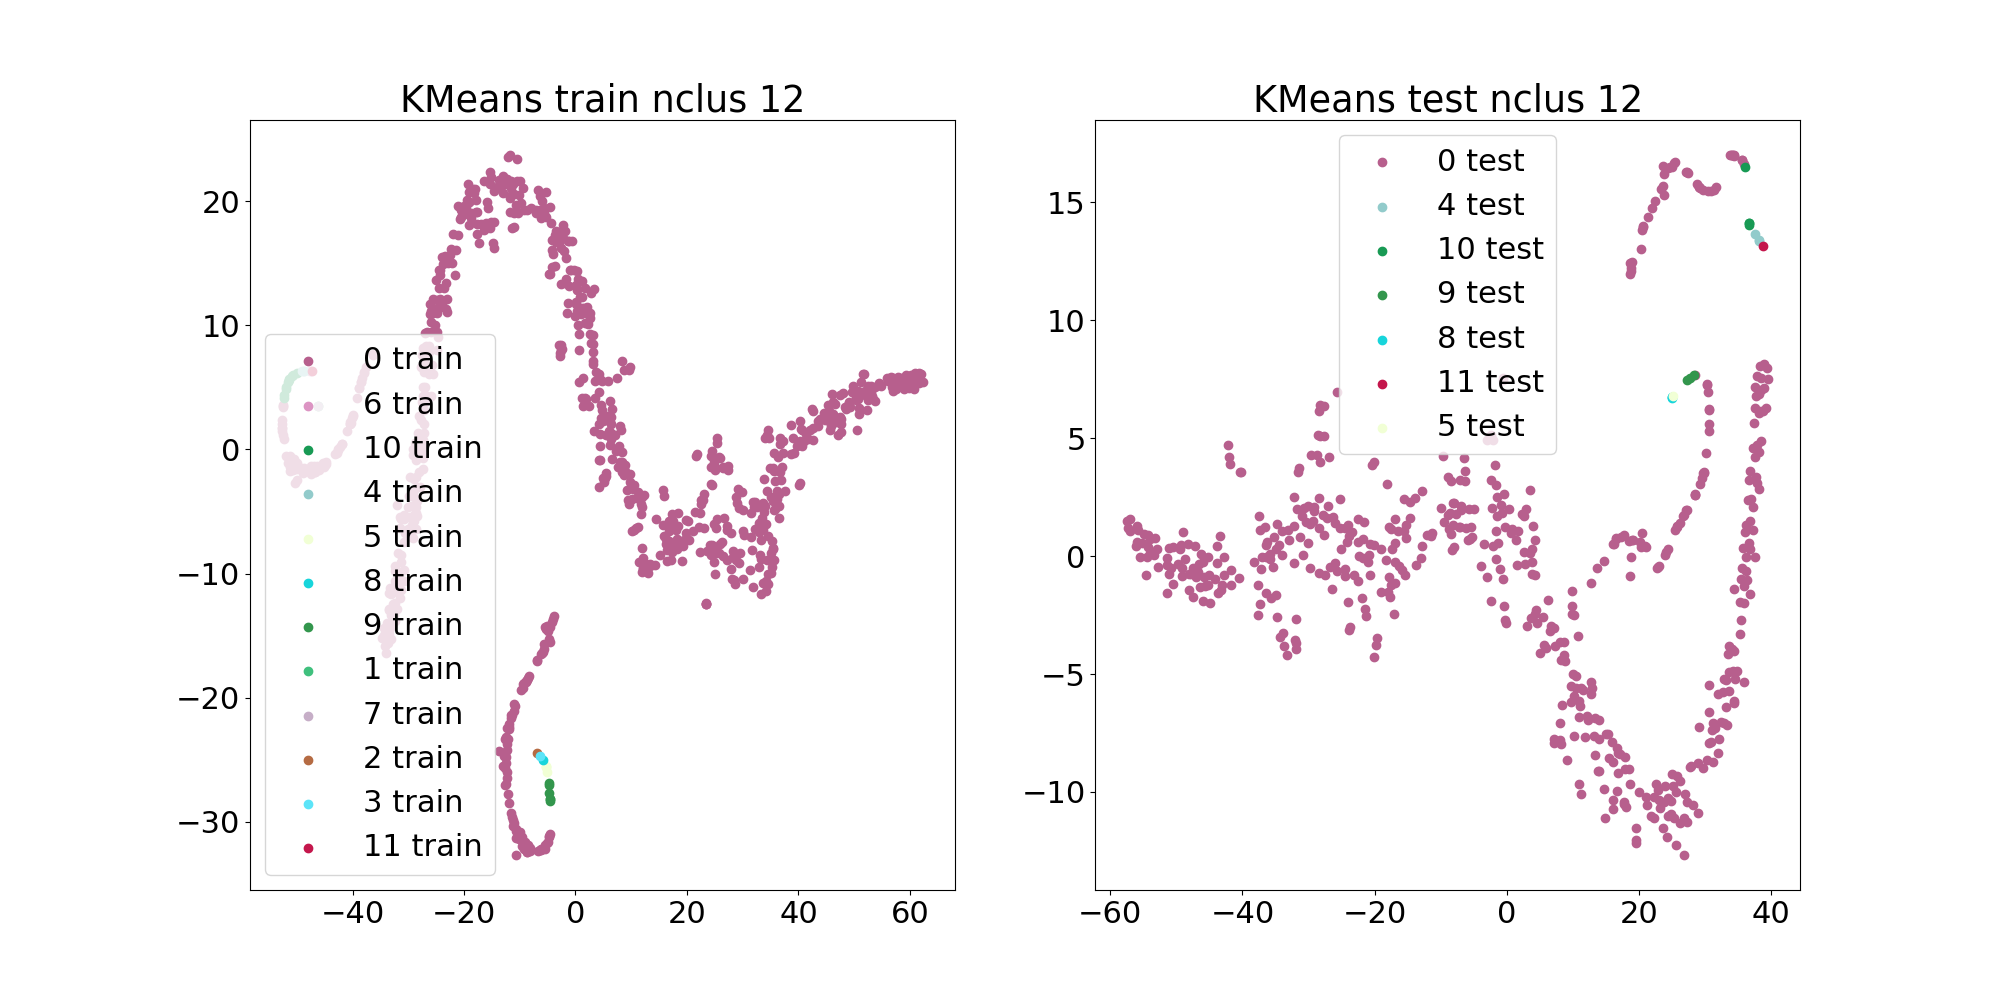 KMeans train nclus 12
20
10
0
−10
−20
−30
−40
−20
0
20
40
60
0 train
6 train
10 train
4 train
5 train
8 train
9 train
1 train
7 train
2 train
3 train
11 train
KMeans test nclus 12
15
10
5
0
−5
−10
−60
−40
−20
0
20
40
0 test
4 test
10 test
9 test
8 test
11 test
5 test